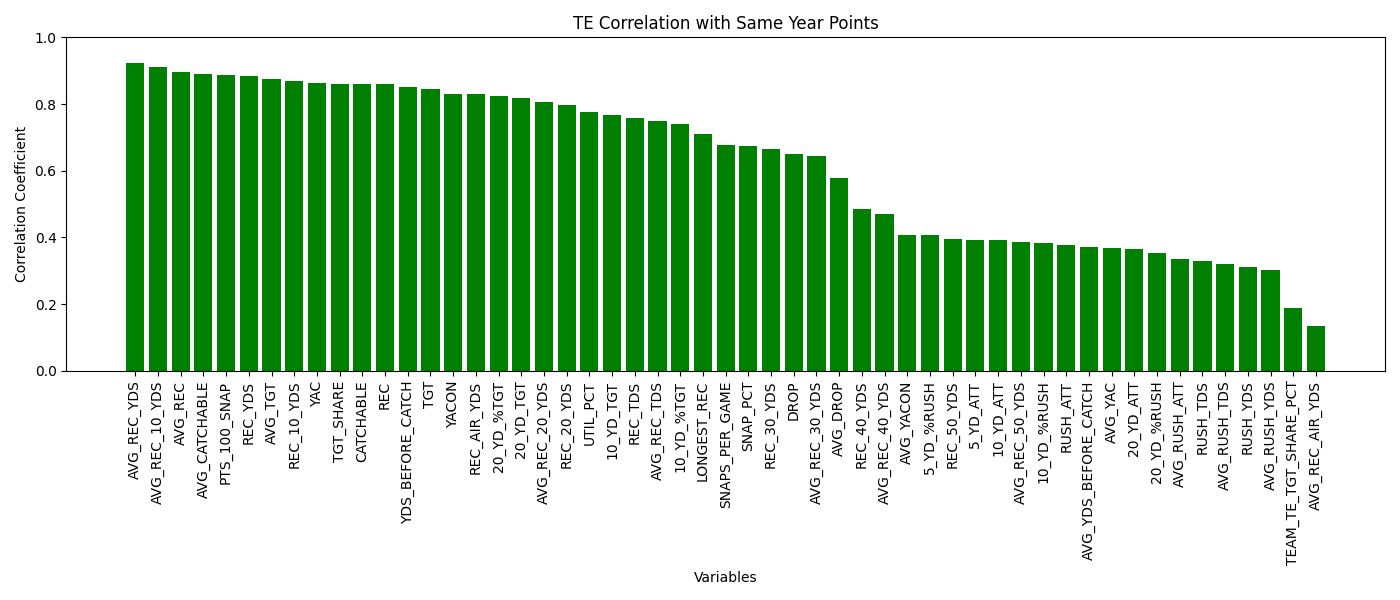 TE Correlation with Same Year Points
1.0
0.8
0.6
0.4
0.2
0.0
Correlation Coefficient
AVG_REC_YDS
AVG_REC_10_YDS
AVG_REC
AVG_CATCHABLE
PTS_100_SNAP
REC_YDS
AVG_TGT
REC_10_YDS
YAC
TGT_SHARE
CATCHABLE
REC
YDS_BEFORE_CATCH
TGT
YACON
REC_AIR_YDS
20_YD_%TGT
20_YD_TGT
AVG_REC_20_YDS
REC_20_YDS
UTIL_PCT
10_YD_TGT
REC_TDS
AVG_REC_TDS
10_YD_%TGT
LONGEST_REC
SNAPS_PER_GAME
SNAP_PCT
REC_30_YDS
DROP
AVG_REC_30_YDS
AVG_DROP
REC_40_YDS
AVG_REC_40_YDS
AVG_YACON
5_YD_%RUSH
REC_50_YDS
5_YD_ATT
10_YD_ATT
AVG_REC_50_YDS
10_YD_%RUSH
RUSH_ATT
AVG_YDS_BEFORE_CATCH
AVG_YAC
20_YD_ATT
20_YD_%RUSH
AVG_RUSH_ATT
RUSH_TDS
AVG_RUSH_TDS
RUSH_YDS
AVG_RUSH_YDS
TEAM_TE_TGT_SHARE_PCT
AVG_REC_AIR_YDS
Variables